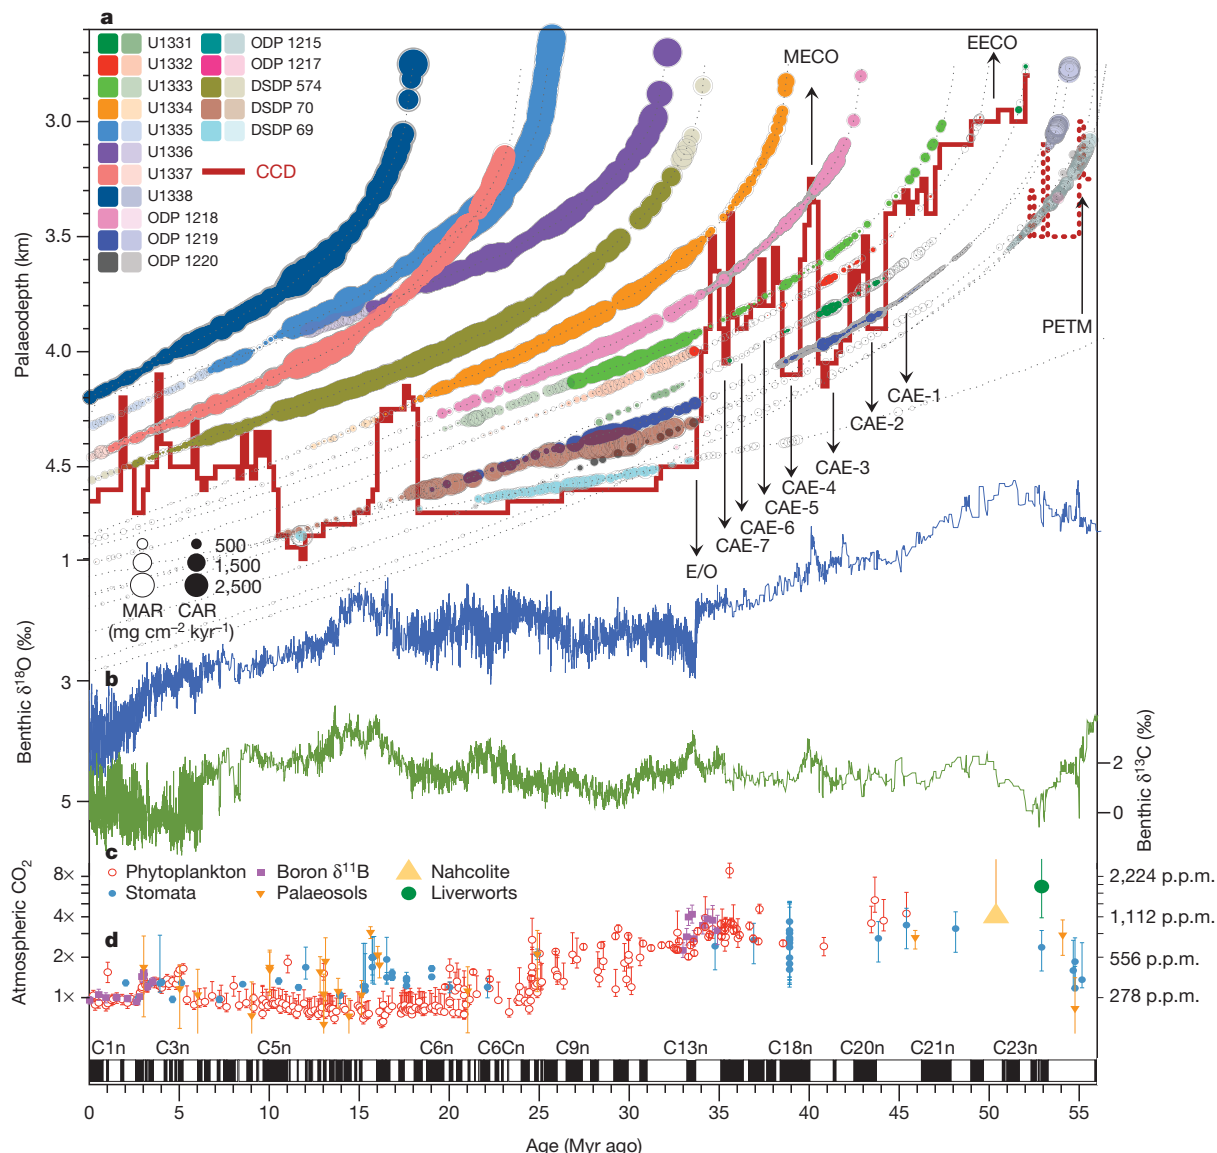 a
U1331
U1332
U1333
U1334
U1335
U1336
U1337
U1338
ODP 1218
ODP 1219
ODP 1220
ODP 1215
ODP 1217
DSDP 574
DSDP 70
DSDP 69
CCD
MECO
EECO
PETM
3.0
3.5
4.0
4.5
Palaeodepth (km)
CAE-1
CAE-2
CAE-3
CAE-4
CAE-5
CAE-6
CAE-7
E/O
500
1,500
2,500
MAR CAR
(mg cm⁻² kyr⁻¹)
1
3
5
Benthic δ¹⁸O (‰)
b
2
0
Benthic δ¹³C (‰)
c
Phytoplankton
Stomata
Boron δ¹¹B
Palaeosols
Nahcolite
Liverworts
d
8×
4×
2×
1×
Atmospheric CO₂
2,224 p.p.m.
1,112 p.p.m.
556 p.p.m.
278 p.p.m.
C1n C3n C5n C6n C6Cn C9n C13n C18n C20n C21n C23n
0 5 10 15 20 25 30 35 40 45 50 55
Age (Myr ago)